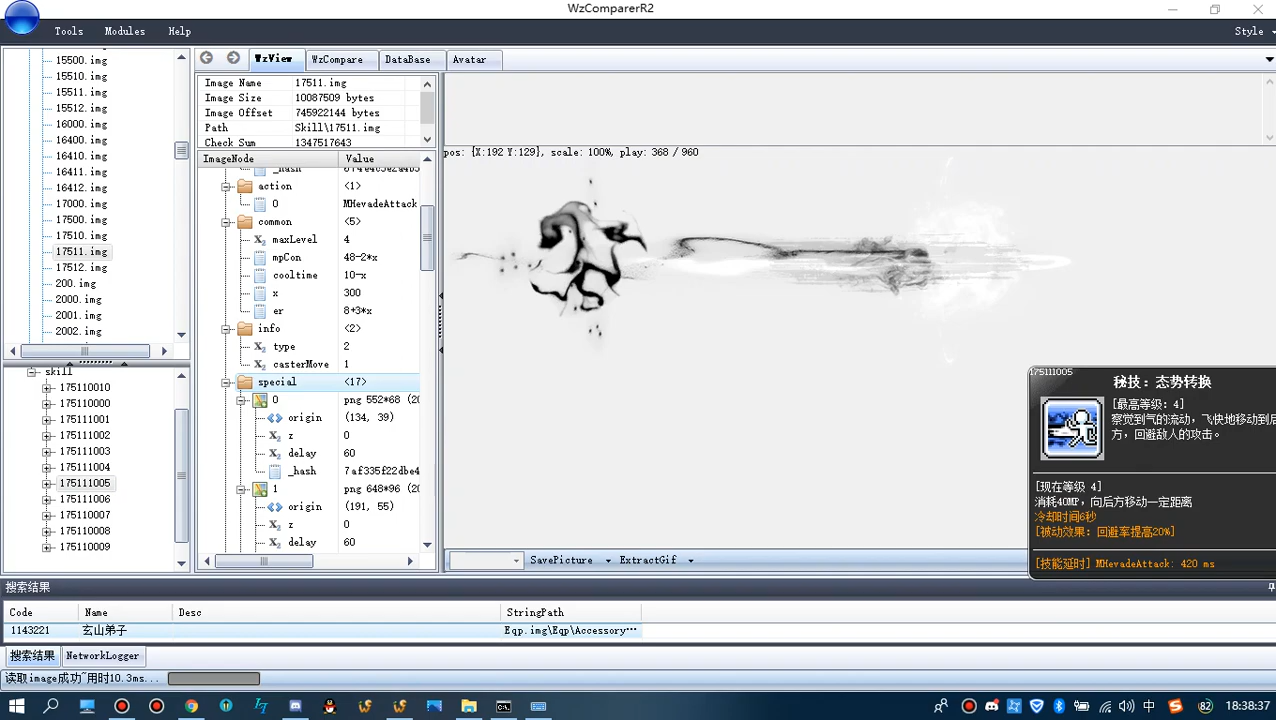 WzComparerR2
Tools Modules Help Style
15500.img
15510.img
15511.img
15512.img
16000.img
16400.img
16410.img
16411.img
16412.img
17000.img
17500.img
17510.img
17511.img
17512.img
200.img
2000.img
2001.img
2002.img
skill
175110010
175110000
175111001
175111002
175111003
175111004
175111005
175111006
175111007
175111008
175111009
WzView WzCompare DataBase Avatar
Image Name 17511.img
Image Size 10087509 bytes
Image Offset 745922144 bytes
Path Skill\17511.img
Check Sum 1347517643
ImageNode Value
_hash
action <1>
0 MHevadeAttack
common <5>
maxLevel 4
mpCon 48-2*x
cooltime 10-x
x 300
er 8+3*x
info <2>
type 2
casterMove 1
special <17>
0 png 552*68 (20
origin (134, 39)
z 0
delay 60
_hash 7af335f22dbe4
1 png 648*96 (20
origin (191, 55)
z 0
delay 60
pos: {X:192 Y:129}, scale: 100%, play: 368 / 960
175111005
秘技：态势转换
[最高等级：4]
察觉到气的流动，飞快地移动到后
方，回避敌人的攻击。
[现在等级 4]
消耗40MP，向后方移动一定距离
冷却时间6秒
[被动效果：回避率提高20%]
[技能延时] MHevadeAttack: 420 ms
SavePicture ExtractGif
搜索结果
Code Name Desc StringPath
1143221 玄山弟子 Eqp.img\Eqp\Accessory…
搜索结果 NetworkLogger
读取image成功~用时10.3ms...
中 82 18:38:37